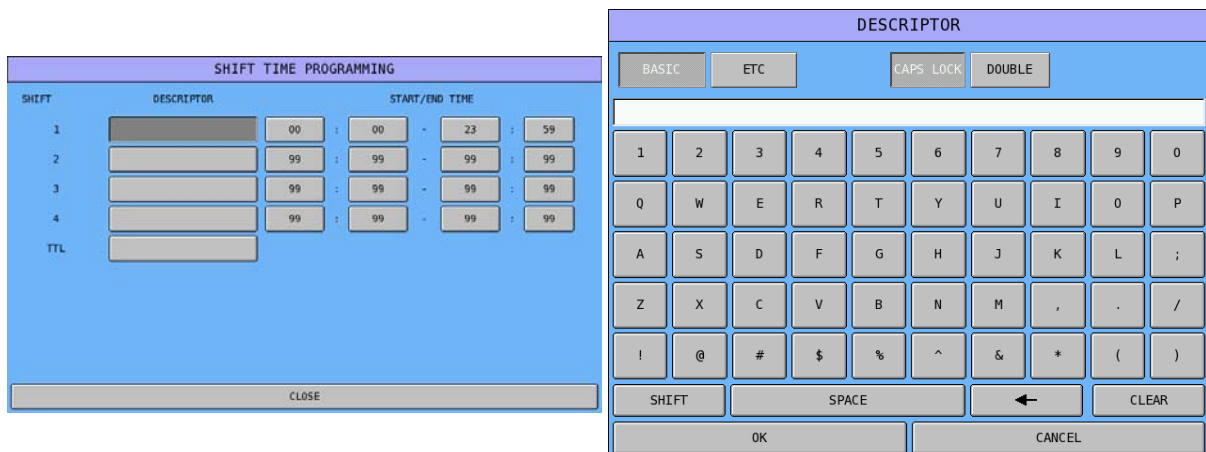 SHIFT TIME PROGRAMMING
SHIFT DESCRIPTOR START/END TIME
1 00 : 00 - 23 : 59
2 99 : 99 - 99 : 99
3 99 : 99 - 99 : 99
4 99 : 99 - 99 : 99
TTL
CLOSE
DESCRIPTOR
BASIC ETC CAPS LOCK DOUBLE
1 2 3 4 5 6 7 8 9 0
Q W E R T Y U I O P
A S D F G H J K L ;
Z X C V B N M , . /
! @ # $ % ^ & * ( )
SHIFT SPACE ← CLEAR
OK CANCEL